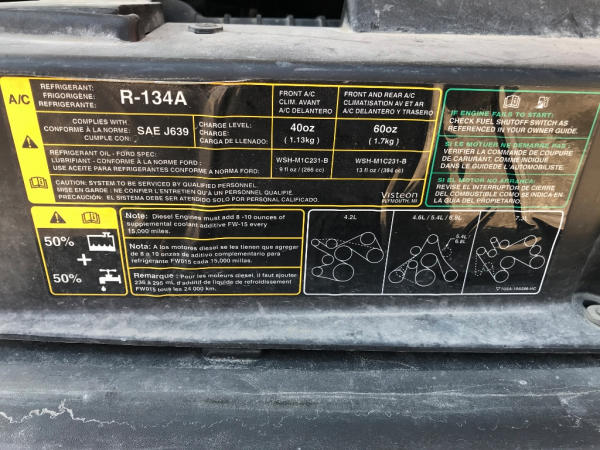 A/C
REFRIGERANT:
FRIGORIGÈNE:
REFRIGERANTE:
R-134A
FRONT A/C
CLIM. AVANT
A/C DELANTERO
FRONT AND REAR A/C
CLIMATISATION AV ET AR
A/C DELANTERO Y TRASERO
COMPLIES WITH
CONFORME À LA NORME:
CUMPLE CON:
SAE J639
CHARGE LEVEL:
CHARGE:
CARGA DE LLENADO:
40oz
(1.13kg)
60oz
(1.7kg)
REFRIGERANT OIL - FORD SPEC:
LUBRIFIANT - CONFORME À LA NORME FORD:
USE ACEITE PARA REFRIGERANTES CONFORME NORMA FORD:
WSH-M1C231-B
9 fl oz (266 cc)
WSH-M1C231-B
13 fl oz (384 cc)
CAUTION: SYSTEM TO BE SERVICED BY QUALIFIED PERSONNEL.
MISE EN GARDE : NE CONFIER L'ENTRETIEN QU'À UN PERSONNEL QUALIFIÉ.
PRECAUCIÓN: EL SISTEMA DEBE SER ATENDIDO SOLO POR PERSONAL CALIFICADO.
Visteon
PLYMOUTH, MI
IF ENGINE FAILS TO START -
CHECK FUEL SHUTOFF SWITCH AS
REFERENCED IN YOUR OWNER GUIDE.
SI LE MOTEUR NE DÉMARRE PAS -
VERIFIER LA COMMANDE DE COUPURE
DE CARURANT. COMME INDIQUÉ
DANS LE GUIDE DE L'AUTOMOBILISTE.
SI EL MOTOR NO ARRANCA
REVISE EL INTERRUPTOR DE CIERRE
DEL COMBUSTIBLE COMO SE INDICA EN
LA GUIA DEL PROPIETARIO.
50%
+
50%
Note: Diesel Engines must add 8 -10 ounces of
supplemental coolant additive FW-15 every
15,000 miles.
Nota: A los motores diesel se les tienen que agregar
de 8 a 10 onzas de aditivo complementario para
refrigerante FW015 cada 15,000 millas.
Remarque : Pour les moteurs diesel, il faut ajouter
236 à 295 mL d'additif de liquide de refroidissement
FW015 tous les 24 000 km.
4.2L
4.6L / 5.4L / 6.8L
7.3L
5.4L
6.8L